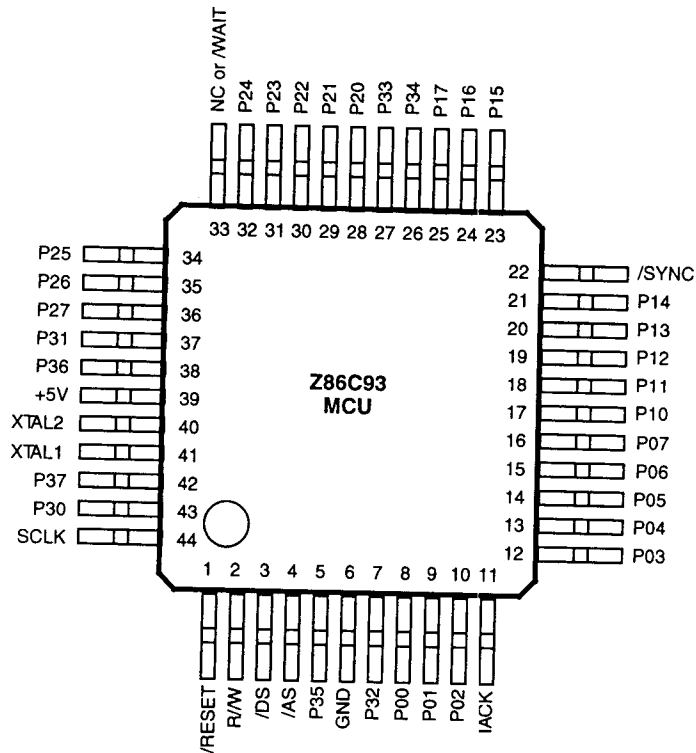 NC or /WAIT
P24
P23
P22
P21
P20
P33
P34
P17
P16
P15
33 32 31 30 29 28 27 26 25 24 23
P25 34
P26 35
P27 36
P31 37
P36 38
+5V 39
XTAL2 40
XTAL1 41
P37 42
P30 43
SCLK 44
Z86C93
MCU
22 /SYNC
21 P14
20 P13
19 P12
18 P11
17 P10
16 P07
15 P06
14 P05
13 P04
12 P03
1 2 3 4 5 6 7 8 9 10 11
/RESET
R//W
/DS
/AS
P35
GND
P32
P00
P01
P02
IACK